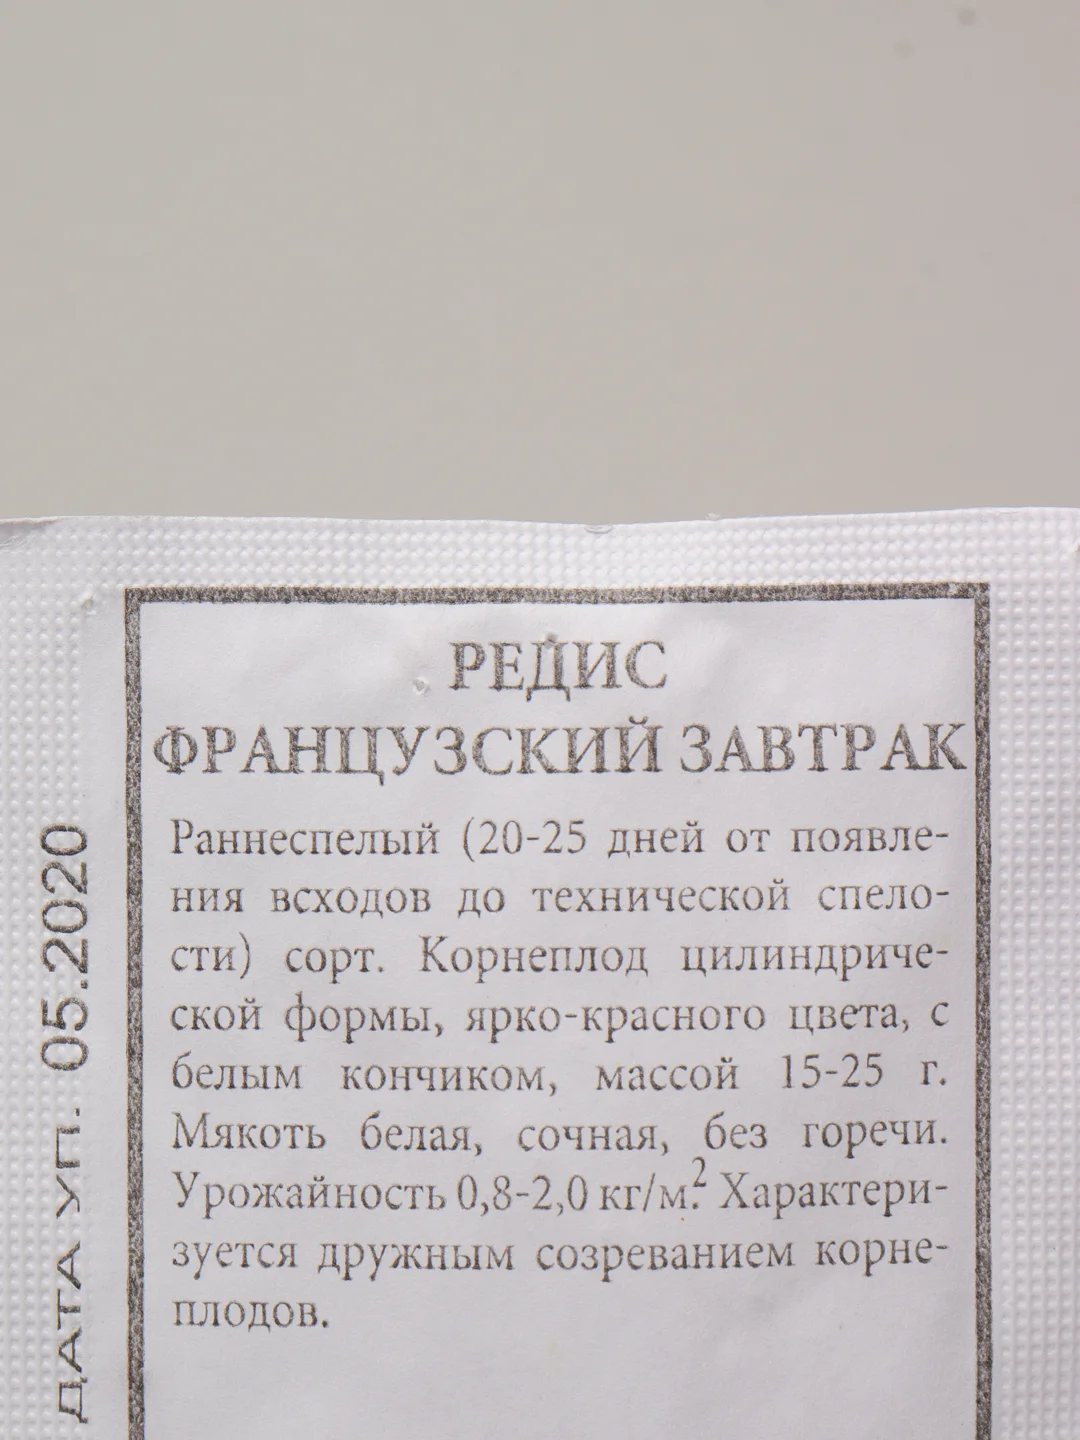 РЕДИС
ФРАНЦУЗСКИЙ ЗАВТРАК
Раннеспелый (20-25 дней от появле-
ния всходов до технической спело-
сти) сорт. Корнеплод цилиндриче-
ской формы, ярко-красного цвета, с
белым кончиком, массой 15-25 г.
Мякоть белая, сочная, без горечи.
Урожайность 0,8-2,0 кг/м². Характери-
зуется дружным созреванием корне-
плодов.
ДАТА УП. 05.2020